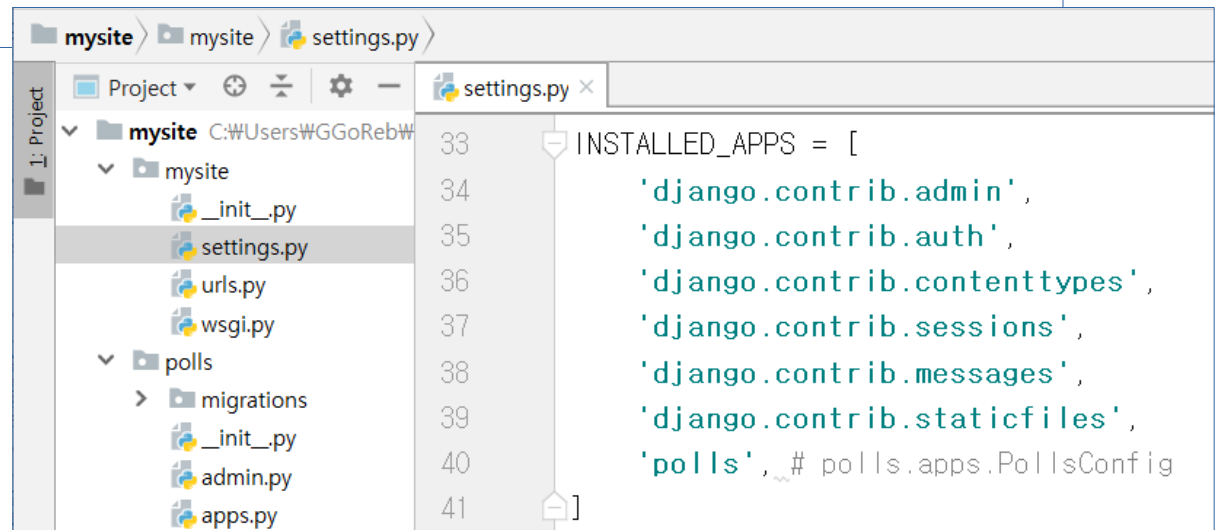 mysite mysite settings.py
1: Project
Project
mysite C:₩Users₩GGoReb₩
mysite
__init__.py
settings.py
urls.py
wsgi.py
polls
migrations
__init__.py
admin.py
apps.py
settings.py
33 INSTALLED_APPS = [
34 'django.contrib.admin',
35 'django.contrib.auth',
36 'django.contrib.contenttypes',
37 'django.contrib.sessions',
38 'django.contrib.messages',
39 'django.contrib.staticfiles',
40 'polls', # polls.apps.PollsConfig
41 ]